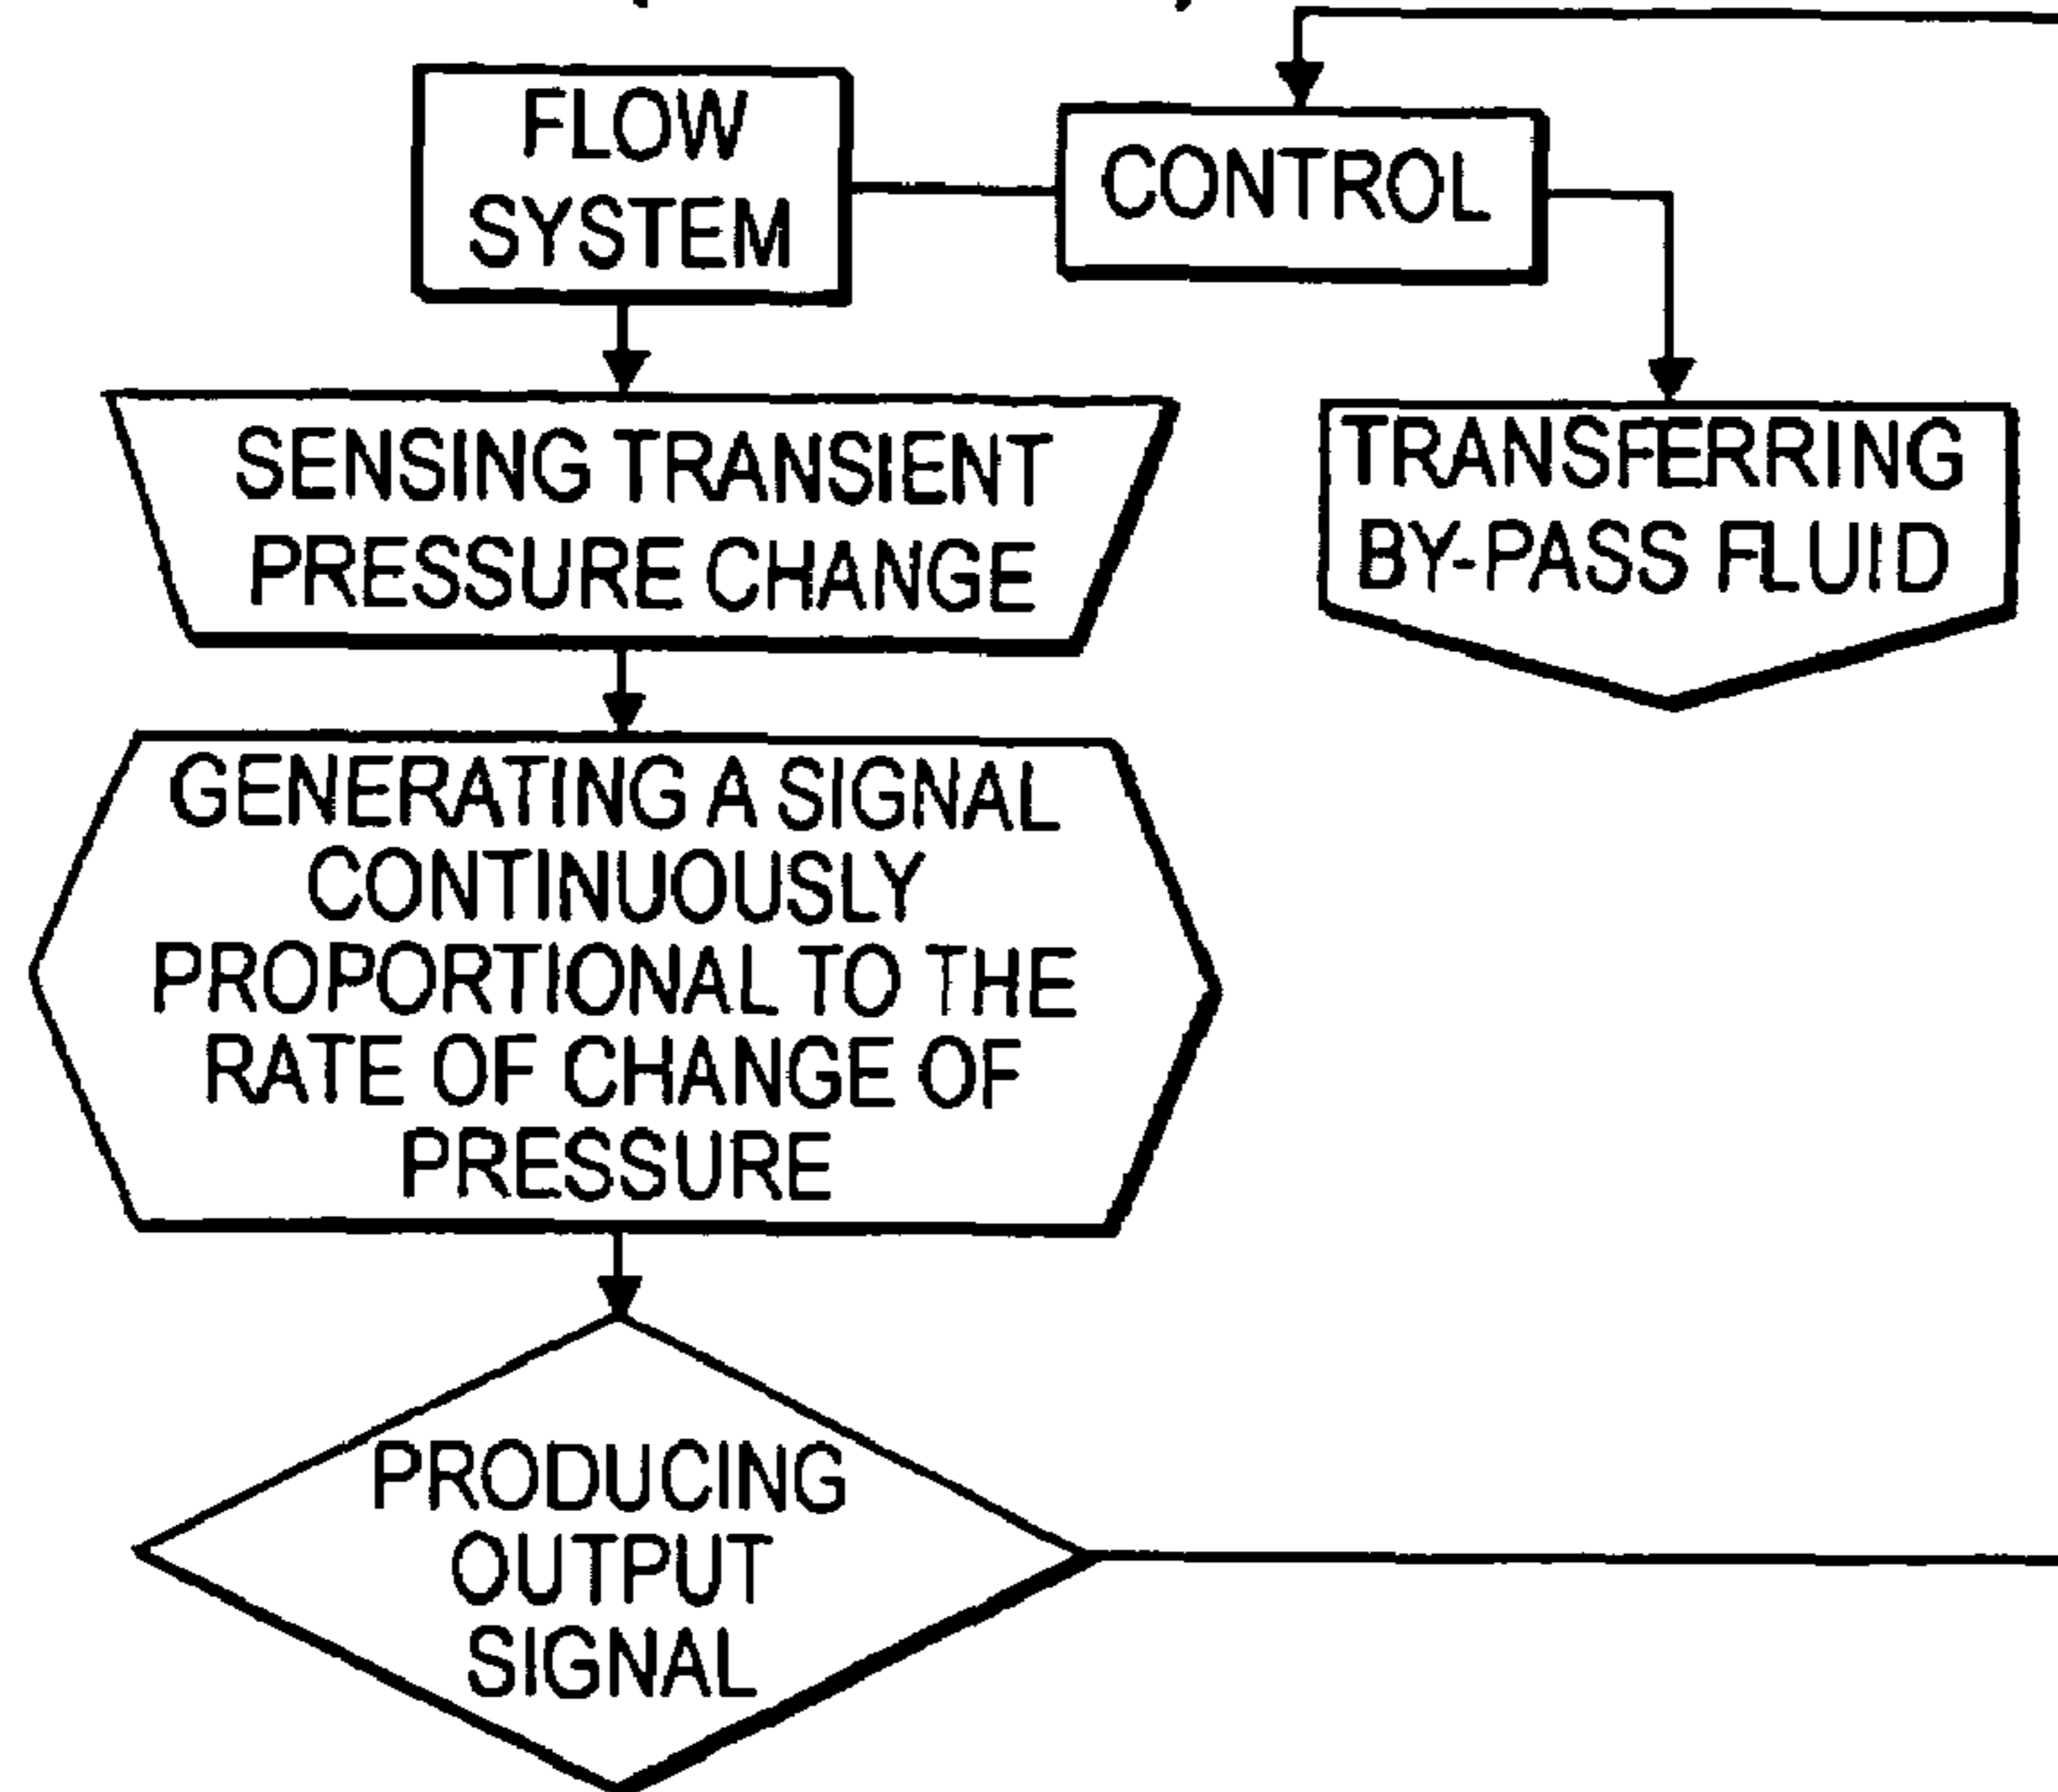 FLOW
SYSTEM
CONTROL
SENSING TRANSIENT
PRESSURE CHANGE
TRANSFERRING
BY-PASS FLUID
GENERATING A SIGNAL
CONTINUOUSLY
PROPORTIONAL TO THE
RATE OF CHANGE OF
PRESSURE
PRODUCING
OUTPUT
SIGNAL